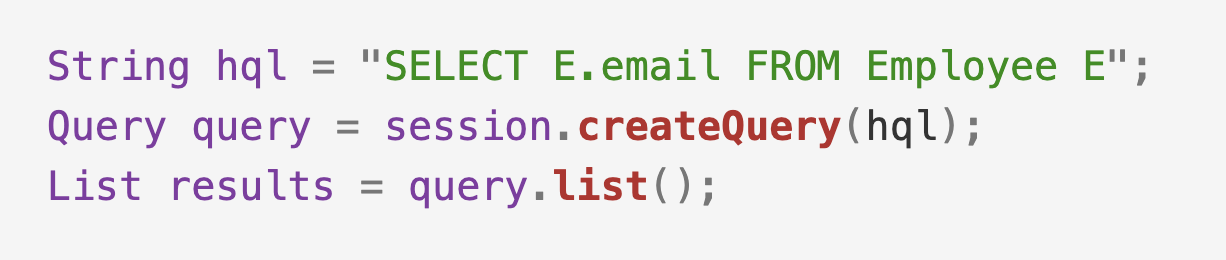 String hql = "SELECT E.email FROM Employee E";
Query query = session.createQuery(hql);
List results = query.list();